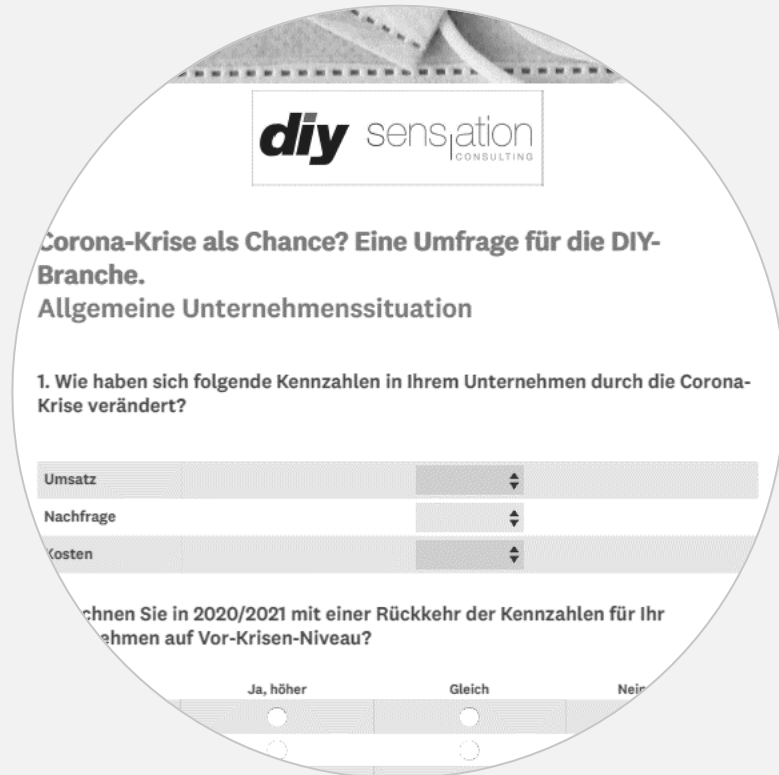 diy sensation
CONSULTING
Corona-Krise als Chance? Eine Umfrage für die DIY-
Branche.
Allgemeine Unternehmenssituation
1. Wie haben sich folgende Kennzahlen in Ihrem Unternehmen durch die Corona-
Krise verändert?
Umsatz
Nachfrage
Kosten
Sie in 2020/2021 mit einer Rückkehr der Kennzahlen für Ihr
auf Vor-Krisen-Niveau?
Ja, höher Gleich